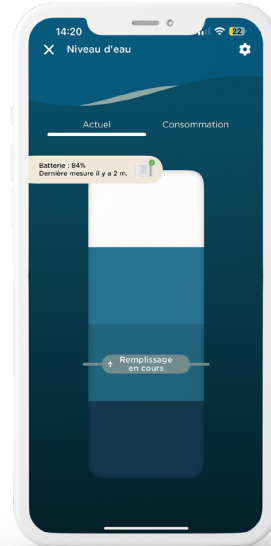 14:20
22
Niveau d'eau
Actuel
Consommation
Batterie : 84%
Dernière mesure il y a 2 m.
Remplissage
en cours